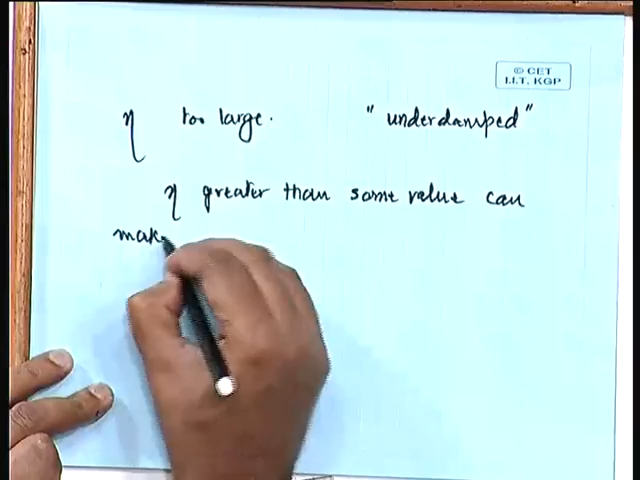 © CET
I.I.T. KGP
η too large. "underdamped"
η greater than some value can
mak